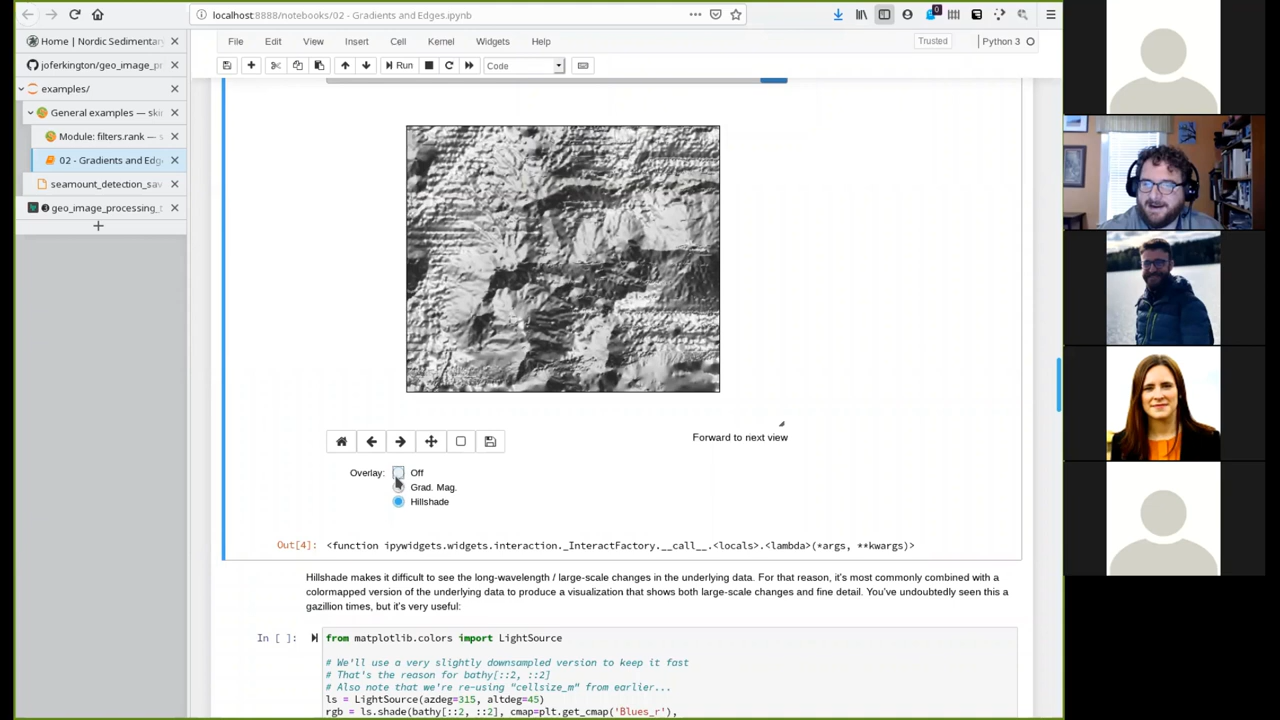 localhost:8888/notebooks/02 - Gradients and Edges.ipynb
0
Home | Nordic Sedimentar
joferkington/geo_image_pr
examples/
General examples — skii
Module: filters.rank — s
02 - Gradients and Edge
seamount_detection_sav
geo_image_processing_t
+
File Edit View Insert Cell Kernel Widgets Help
Trusted Python 3
Run Code
Forward to next view
Overlay: Off
Grad. Mag.
Hillshade
Out[4]: <function ipywidgets.widgets.interaction._InteractFactory.__call__.<locals>.<lambda>(*args, **kwargs)>
Hillshade makes it difficult to see the long-wavelength / large-scale changes in the underlying data. For that reason, it's most commonly combined with a
colormapped version of the underlying data to produce a visualization that shows both large-scale changes and fine detail. You've undoubtedly seen this a
gazillion times, but it's very useful:
In [ ]: from matplotlib.colors import LightSource
# We'll use a very slightly downsampled version to keep it fast
# That's the reason for bathy[::2, ::2]
# Also note that we're re-using "cellsize_m" from earlier...
ls = LightSource(azdeg=315, altdeg=45)
rgb = ls.shade(bathy[::2, ::2], cmap=plt.get_cmap('Blues_r'),